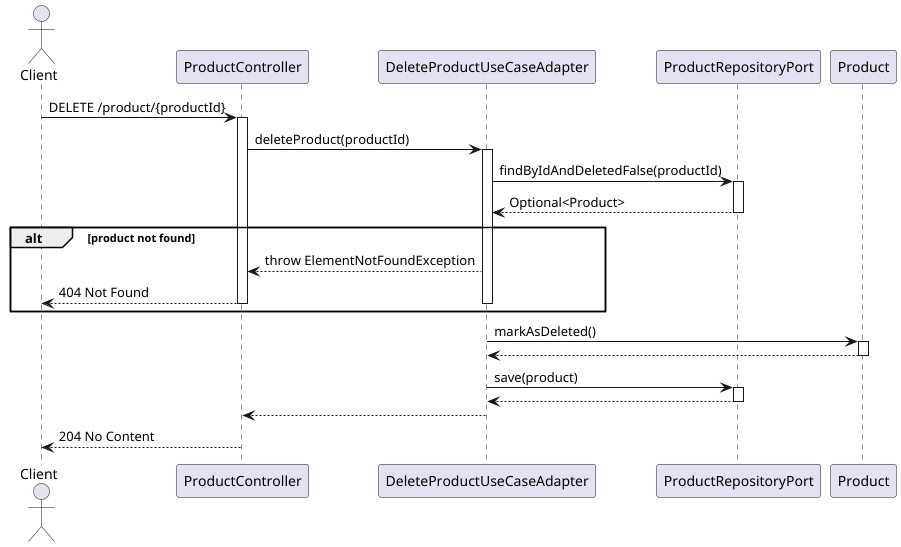 Client
ProductController
DeleteProductUseCaseAdapter
ProductRepositoryPort
Product
DELETE /product/{productId}
deleteProduct(productId)
findByIdAndDeletedFalse(productId)
Optional<Product>
alt
[product not found]
throw ElementNotFoundException
404 Not Found
markAsDeleted()
save(product)
204 No Content
Client
ProductController
DeleteProductUseCaseAdapter
ProductRepositoryPort
Product